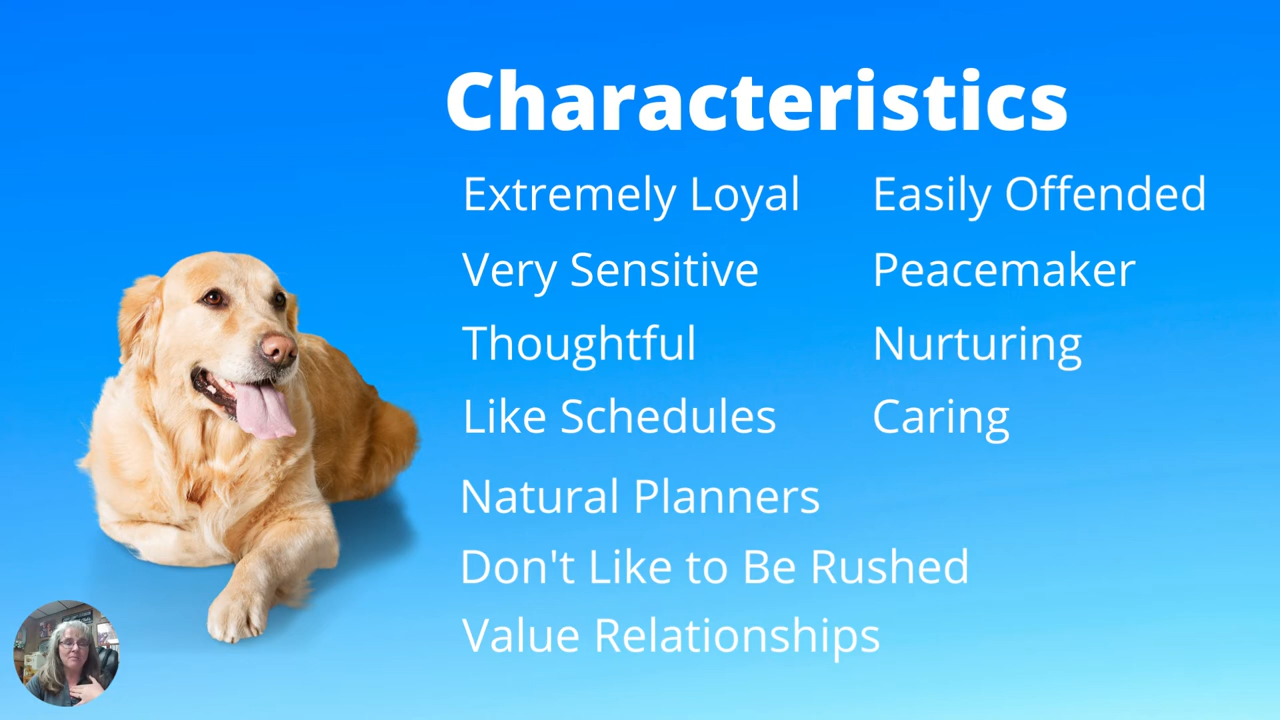 Characteristics
Extremely Loyal
Very Sensitive
Thoughtful
Like Schedules
Natural Planners
Don't Like to Be Rushed
Value Relationships
Easily Offended
Peacemaker
Nurturing
Caring